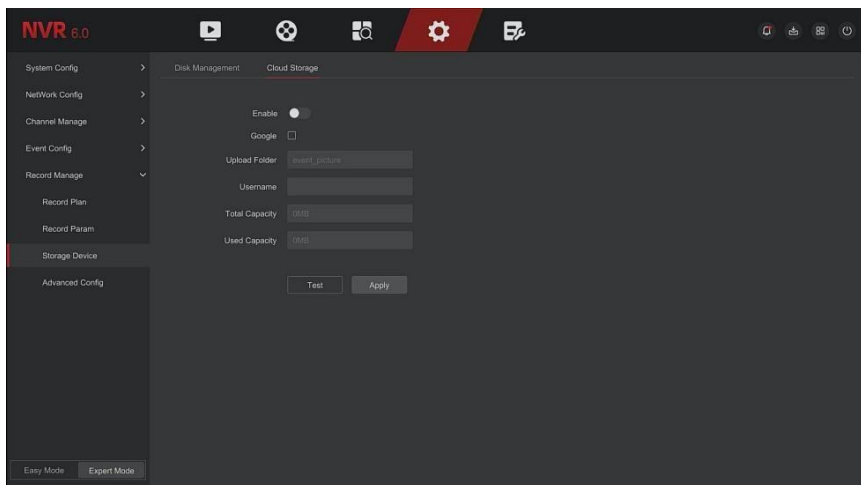 NVR 6.0
System Config
NetWork Config
Channel Manage
Event Config
Record Manage
Record Plan
Record Param
Storage Device
Advanced Config
Easy Mode Expert Mode
Disk Management Cloud Storage
Enable
Google
Upload Folder event_picture
Username
Total Capacity 0MB
Used Capacity 0MB
Test Apply